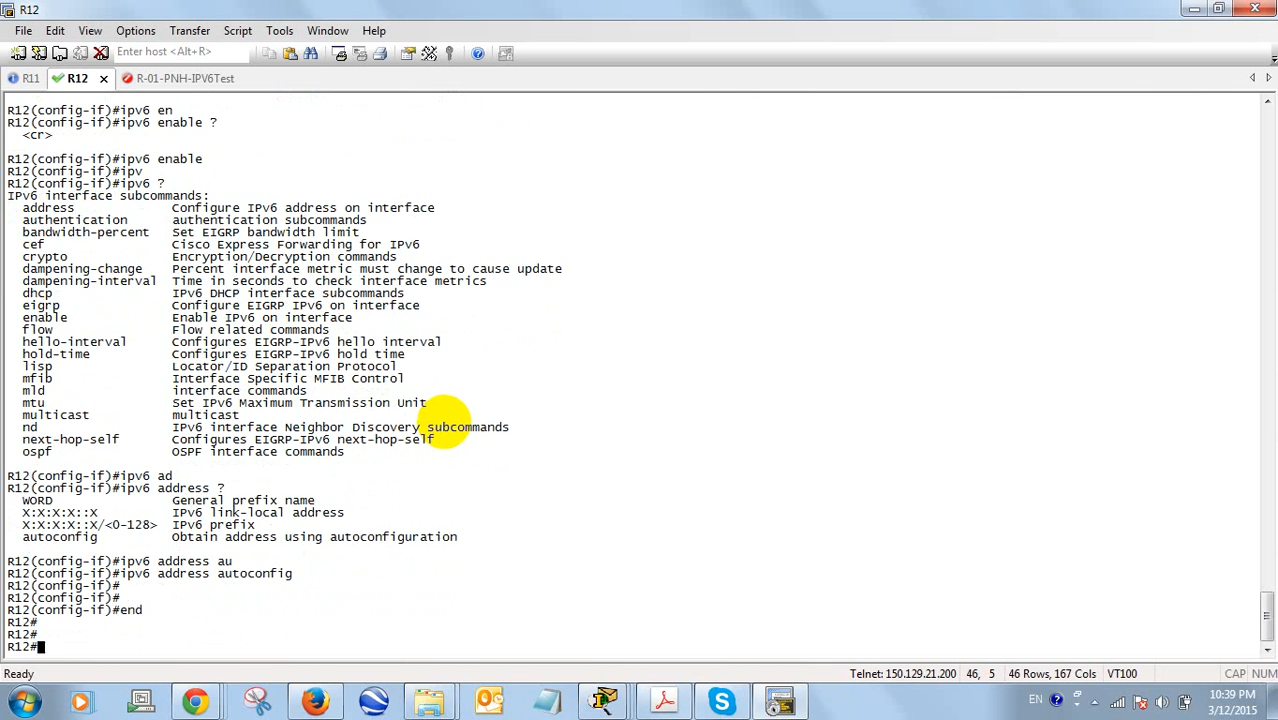 R12
File Edit View Options Transfer Script Tools Window Help
Enter host <Alt+R>
R11 R12 R-01-PNH-IPV6Test
R12(config-if)#ipv6 en
R12(config-if)#ipv6 enable ?
  <cr>
R12(config-if)#ipv6 enable
R12(config-if)#ipv
R12(config-if)#ipv6 ?
IPv6 interface subcommands:
  address Configure IPv6 address on interface
  authentication authentication subcommands
  bandwidth-percent Set EIGRP bandwidth limit
  cef Cisco Express Forwarding for IPv6
  crypto Encryption/Decryption commands
  dampening-change Percent interface metric must change to cause update
  dampening-interval Time in seconds to check interface metrics
  dhcp IPv6 DHCP interface subcommands
  eigrp Configure EIGRP IPv6 on interface
  enable Enable IPv6 on interface
  flow Flow related commands
  hello-interval Configures EIGRP-IPv6 hello interval
  hold-time Configures EIGRP-IPv6 hold time
  lisp Locator/ID Separation Protocol
  mfib Interface Specific MFIB Control
  mld interface commands
  mtu Set IPv6 Maximum Transmission Unit
  multicast multicast
  nd IPv6 interface Neighbor Discovery subcommands
  next-hop-self Configures EIGRP-IPv6 next-hop-self
  ospf OSPF interface commands
R12(config-if)#ipv6 ad
R12(config-if)#ipv6 address ?
  WORD General prefix name
  X:X:X:X::X IPv6 link-local address
  X:X:X:X::X/<0-128> IPv6 prefix
  autoconfig Obtain address using autoconfiguration
R12(config-if)#ipv6 address au
R12(config-if)#ipv6 address autoconfig
R12(config-if)#
R12(config-if)#
R12(config-if)#end
R12#
R12#
R12#
Ready Telnet: 150.129.21.200 46, 5 46 Rows, 167 Cols VT100 CAP NUM
EN 10:39 PM
3/12/2015